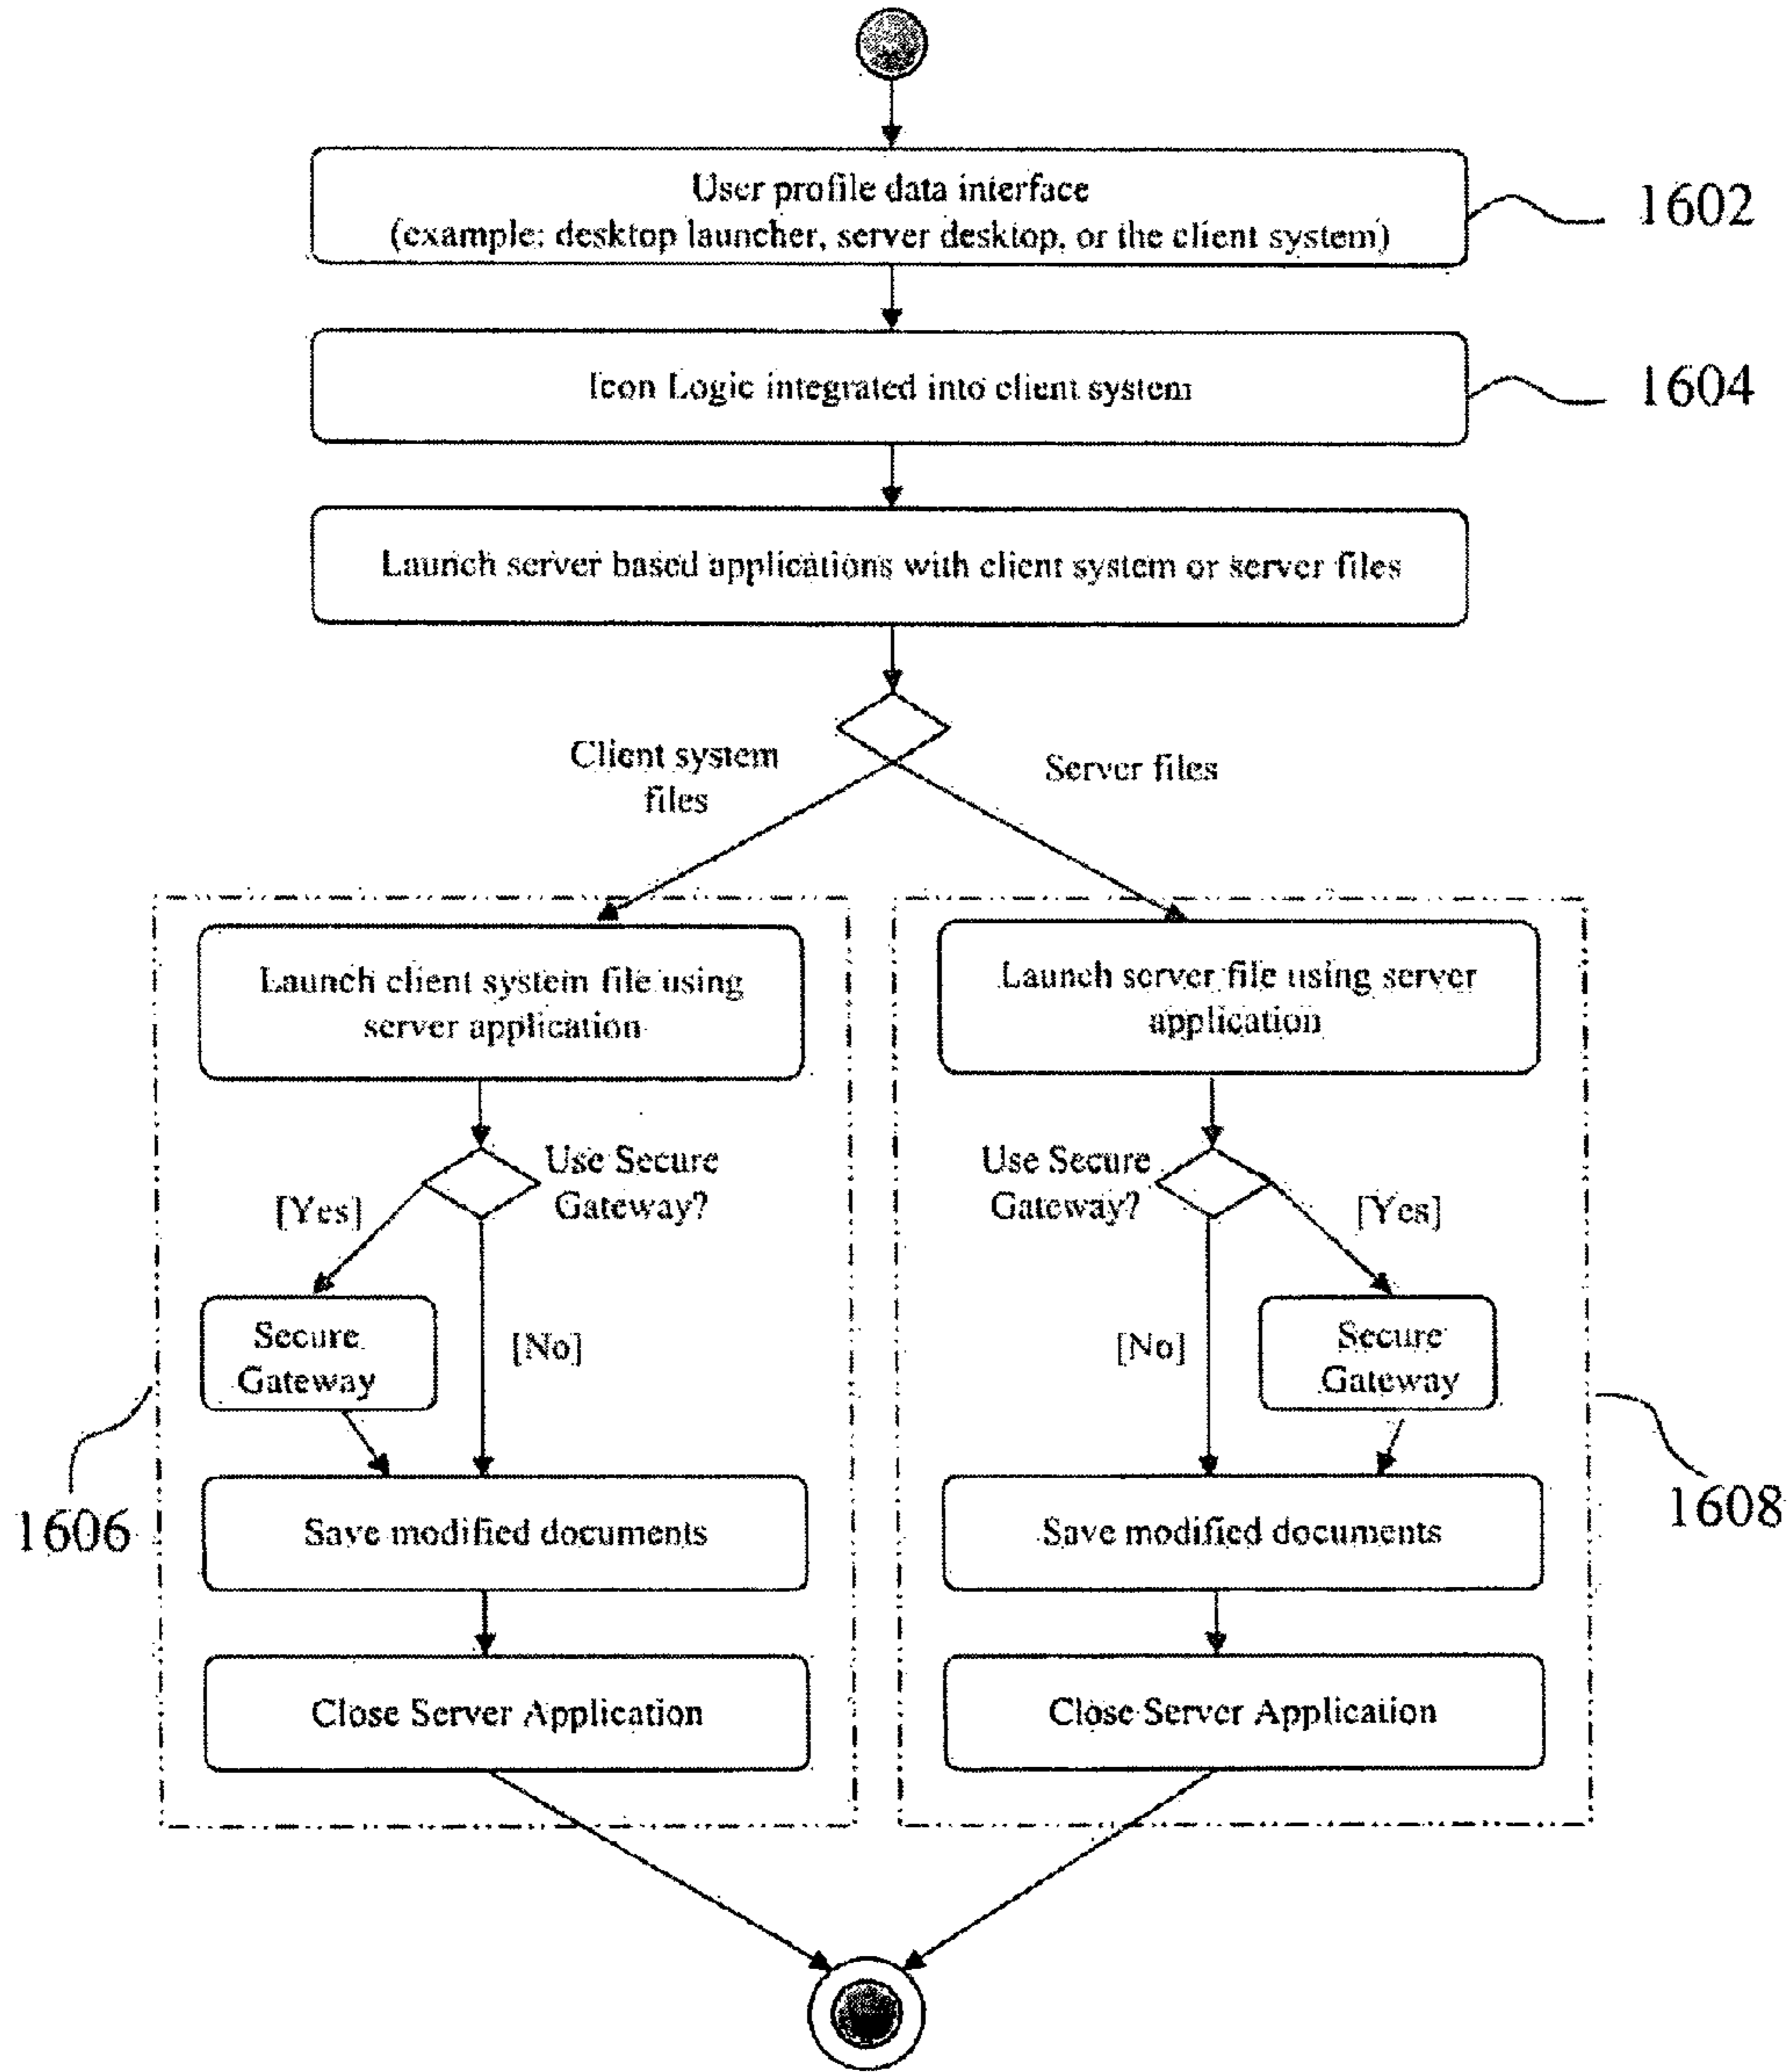 User profile data interface
(example: desktop launcher, server desktop, or the client system)
1602
Icon Logic integrated into client system
1604
Launch server based applications with client system or server files
Client system
files
Server files
Launch client system file using
server application
Launch server file using server
application
Use Secure
Gateway?
[Yes]
Use Secure
Gateway?
[Yes]
Secure
Gateway
[No]
[No]
Secure
Gateway
1606
Save modified documents
Save modified documents
1608
Close Server Application
Close Server Application